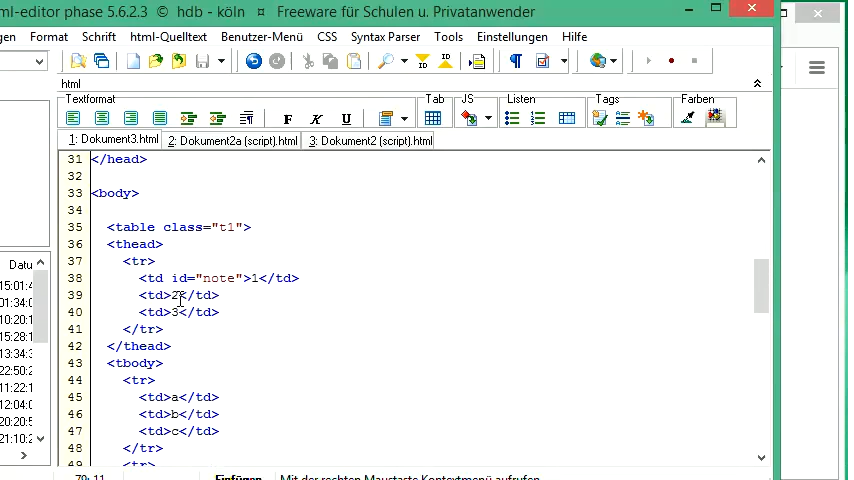 ml-editor phase 5.6.2.3 © hdb - köln ¤ Freeware für Schulen u. Privatanwender
gen Format Schrift html-Quelltext Benutzer-Menü CSS Syntax Parser Tools Einstellungen Hilfe
html
Textformat Tab JS Listen Tags Farben
F K U
1: Dokument3.html 2: Dokument2a (script).html 3: Dokument2 (script).html
31 </head>
32
33 <body>
34
35 <table class="t1">
36 <thead>
37 <tr>
38 <td id="note">1</td>
39 <td>2</td>
40 <td>3</td>
41 </tr>
42 </thead>
43 <tbody>
44 <tr>
45 <td>a</td>
46 <td>b</td>
47 <td>c</td>
48 </tr>
49 <tr>
Datu
15:01:4
01:34:0
10:20:1
15:28:1
13:34:3
22:50:2
11:22:1
12:04:0
20:20:5
21:10:2
79: 11 Einfügen Mit der rechten Maustaste Kontextmenü aufrufen